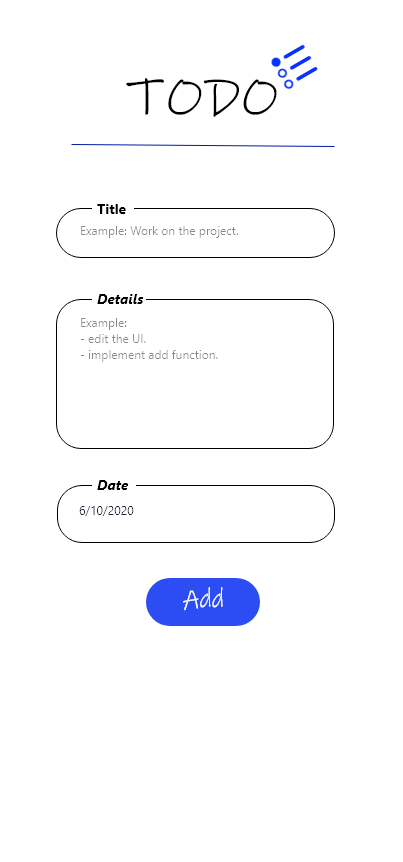 TODO
Title
Example: Work on the project.
Details
Example:
- edit the UI.
- implement add function.
Date
6/10/2020
Add